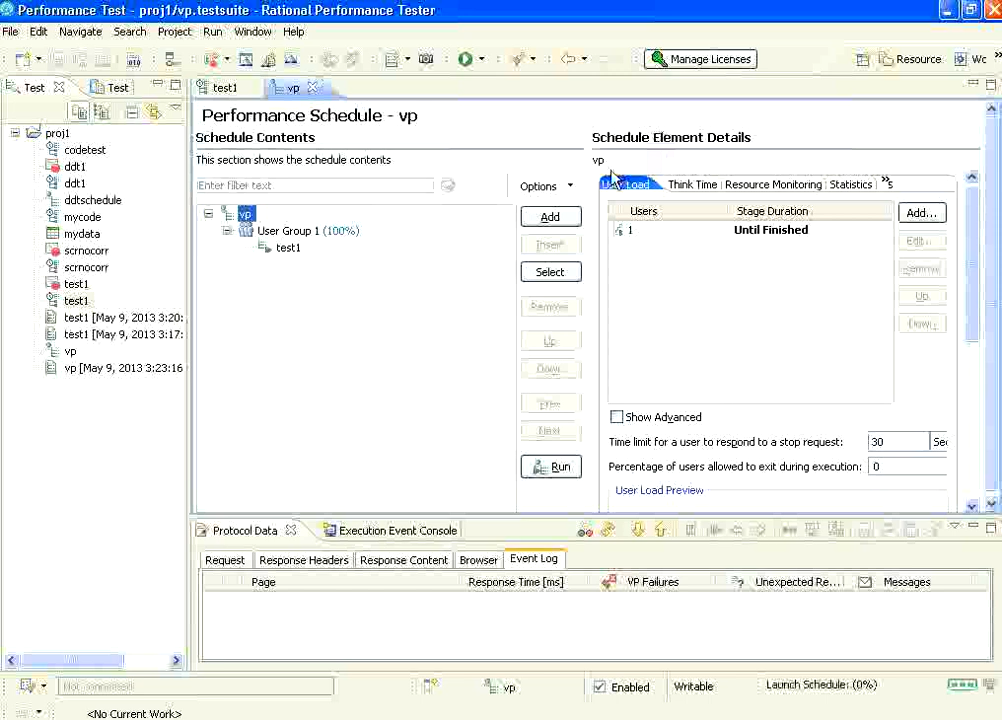 Performance Test - proj1/vp.testsuite - Rational Performance Tester
File Edit Navigate Search Project Run Window Help
Manage Licenses
Resource
Wc
Test
Test
test1
vp
proj1
codetest
ddt1
ddt1
ddtschedule
mycode
mydata
scrnocorr
scrnocorr
test1
test1
test1 [May 9, 2013 3:20:
test1 [May 9, 2013 3:17:
vp
vp [May 9, 2013 3:23:16
Performance Schedule - vp
Schedule Contents
This section shows the schedule contents
Enter filter text
Options
vp
User Group 1 (100%)
test1
Add
Insert
Select
Remove
Up
Down
Prev
Next
Run
Schedule Element Details
vp
Think Time Resource Monitoring Statistics
Users Stage Duration
1 Until Finished
Add...
Edit...
Remove
Up
Down
Show Advanced
Time limit for a user to respond to a stop request: 30 Sec
Percentage of users allowed to exit during execution: 0
User Load Preview
Protocol Data
Execution Event Console
Request Response Headers Response Content Browser Event Log
Page Response Time [ms] VP Failures Unexpected Re... Messages
Not connected
vp
Enabled
Writable
Launch Schedule: (0%)
<No Current Work>